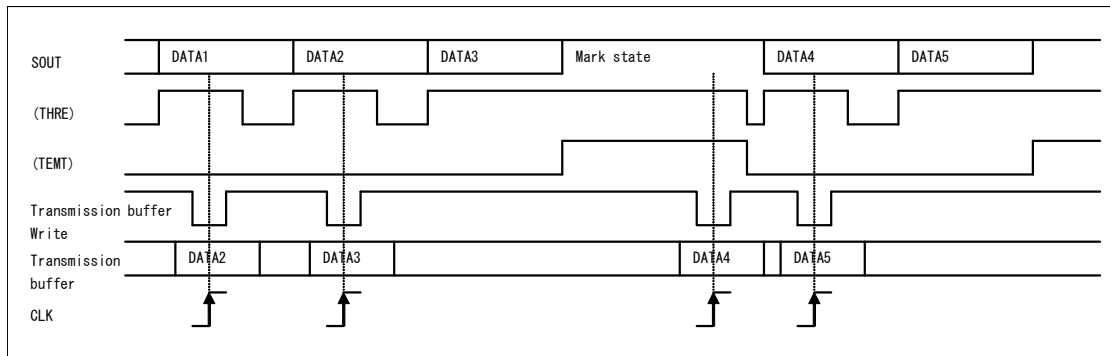 SOUT DATA1 DATA2 DATA3 Mark state DATA4 DATA5
(THRE)
(TEMT)
Transmission buffer
Write
Transmission
buffer
DATA2 DATA3 DATA4 DATA5
CLK